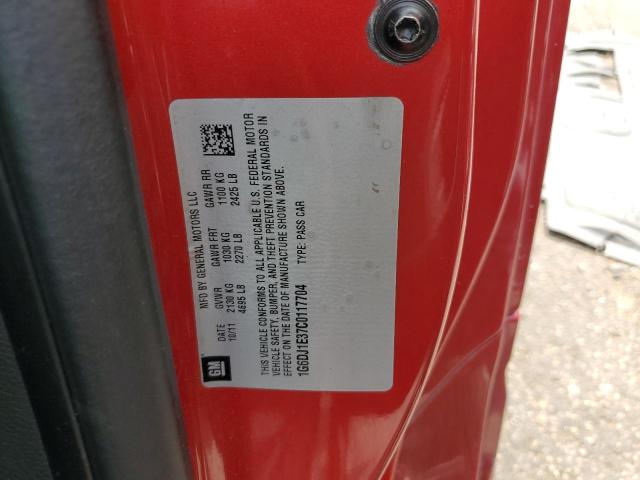 GM
MFD BY GENERAL MOTORS LLC
DATE GVWR GAWR FRT GAWR RR
10/11 2130 KG 1030 KG 1100 KG
4695 LB 2270 LB 2425 LB
THIS VEHICLE CONFORMS TO ALL APPLICABLE U.S. FEDERAL MOTOR
VEHICLE SAFETY, BUMPER, AND THEFT PREVENTION STANDARDS IN
EFFECT ON THE DATE OF MANUFACTURE SHOWN ABOVE.
1G6DJ1E37C0117704 TYPE: PASS CAR